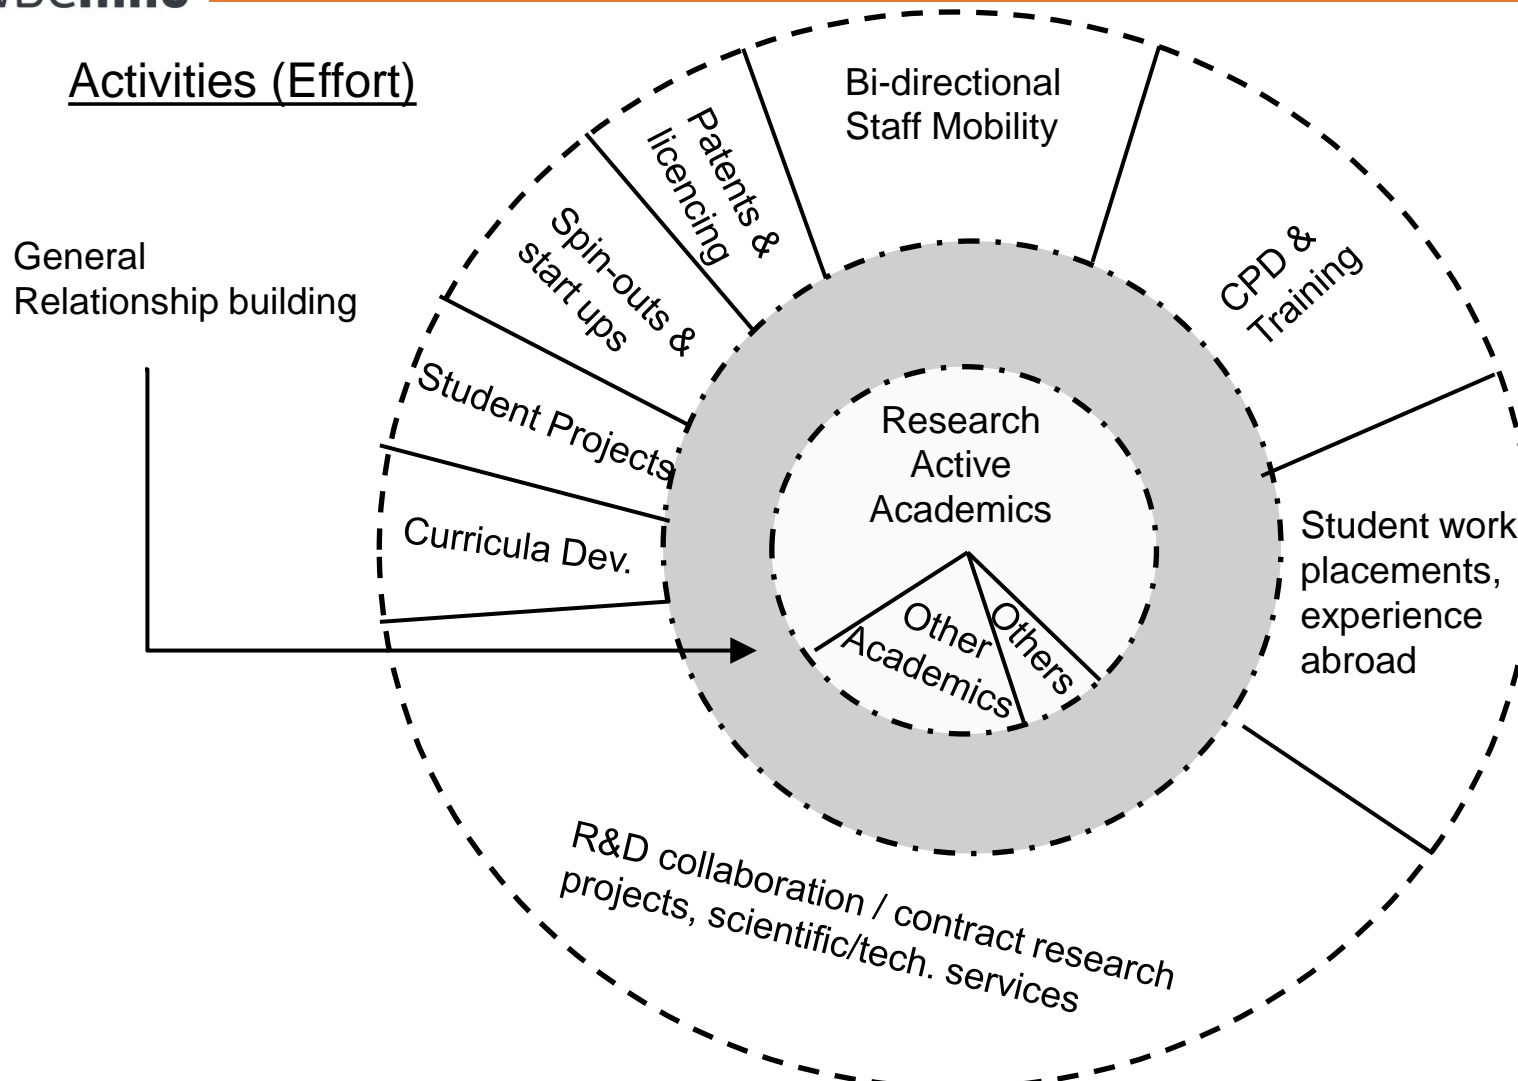 Activities (Effort)
Bi-directional
Staff Mobility
Patents &
licencing
CPD &
Training
Spin-outs &
start ups
General
Relationship building
Student Projects
Research
Active
Academics
Curricula Dev.
Student work
placements,
experience
abroad
Other
Academics
Others
R&D collaboration / contract research
projects, scientific/tech. services